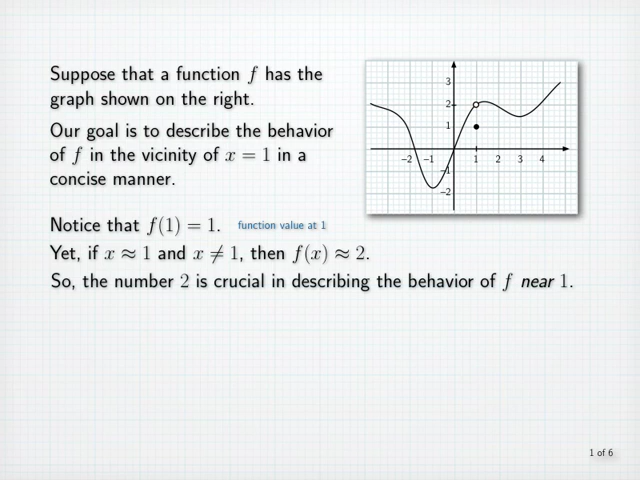 Suppose that a function f has the
graph shown on the right.
Our goal is to describe the behavior
of f in the vicinity of x = 1 in a
concise manner.
3
2
1
−2 −1 1 2 3 4
−1
−2
Notice that f(1) = 1. function value at 1
Yet, if x ≈ 1 and x ≠ 1, then f(x) ≈ 2.
So, the number 2 is crucial in describing the behavior of f near 1.
1 of 6